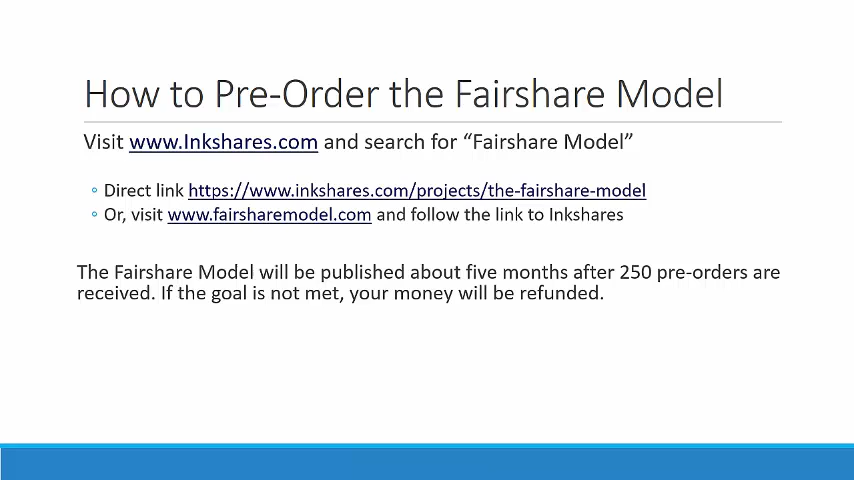 How to Pre-Order the Fairshare Model
Visit www.Inkshares.com and search for “Fairshare Model”
◦ Direct link https://www.inkshares.com/projects/the-fairshare-model
◦ Or, visit www.fairsharemodel.com and follow the link to Inkshares
The Fairshare Model will be published about five months after 250 pre-orders are
received. If the goal is not met, your money will be refunded.